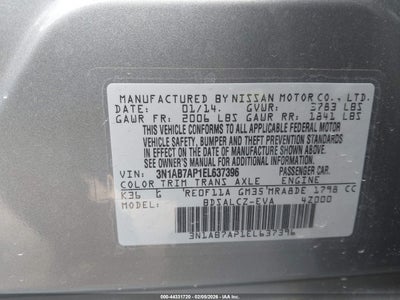 MANUFACTURED BY NISSAN MOTOR CO., LTD.
DATE: 01/14. GVWR: 3783 LBS
GAWR FR: 2006 LBS GAWR RR: 1841 LBS
THIS VEHICLE CONFORMS TO ALL APPLICABLE FEDERAL MOTOR
VEHICLE SAFETY, BUMPER AND THEFT PREVENTION STANDARDS
IN EFFECT ON THE DATE OF MANUFACTURE SHOWN ABOVE.
SEE OWNER'S MANUAL FOR ADDITIONAL INFORMATION.
VIN: 3N1AB7AP1EL637396 PASSENGER CAR
COLOR TRIM TRANS AXLE ENGINE
K36 G RE0F11A GM35 MRA8DE 1798 CC
MODEL: BDSALCZ-EVA 4Z000
3N1AB7AP1EL637396
Copart: 44331720 - 02/05/2026 -